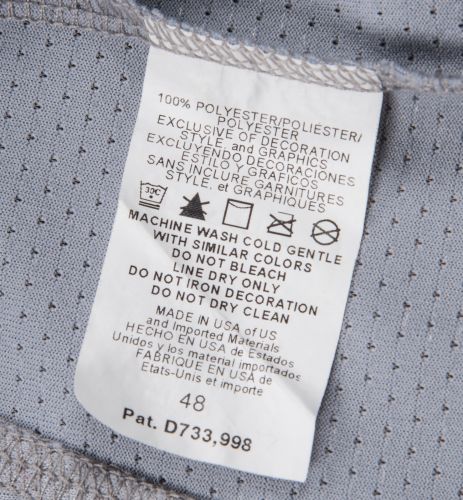 100% POLYESTER/POLIÉSTER/
POLYESTER
EXCLUSIVE OF DECORATION
STYLE, and GRAPHICS
EXCLUYENDO DECORACIONES
ESTILO Y GRAFICOS
SANS INCLURE GARNITURES
STYLE, et GRAPHIQUES
30C
MACHINE WASH COLD GENTLE
WITH SIMILAR COLORS
DO NOT BLEACH
LINE DRY ONLY
DO NOT IRON DECORATION
DO NOT DRY CLEAN
MADE IN USA of US
and Imported Materials
HECHO EN USA de Estados
Unidos y los material importados
FABRIQUE EN USA de
Etats-Unis et importe
48
Pat. D733,998